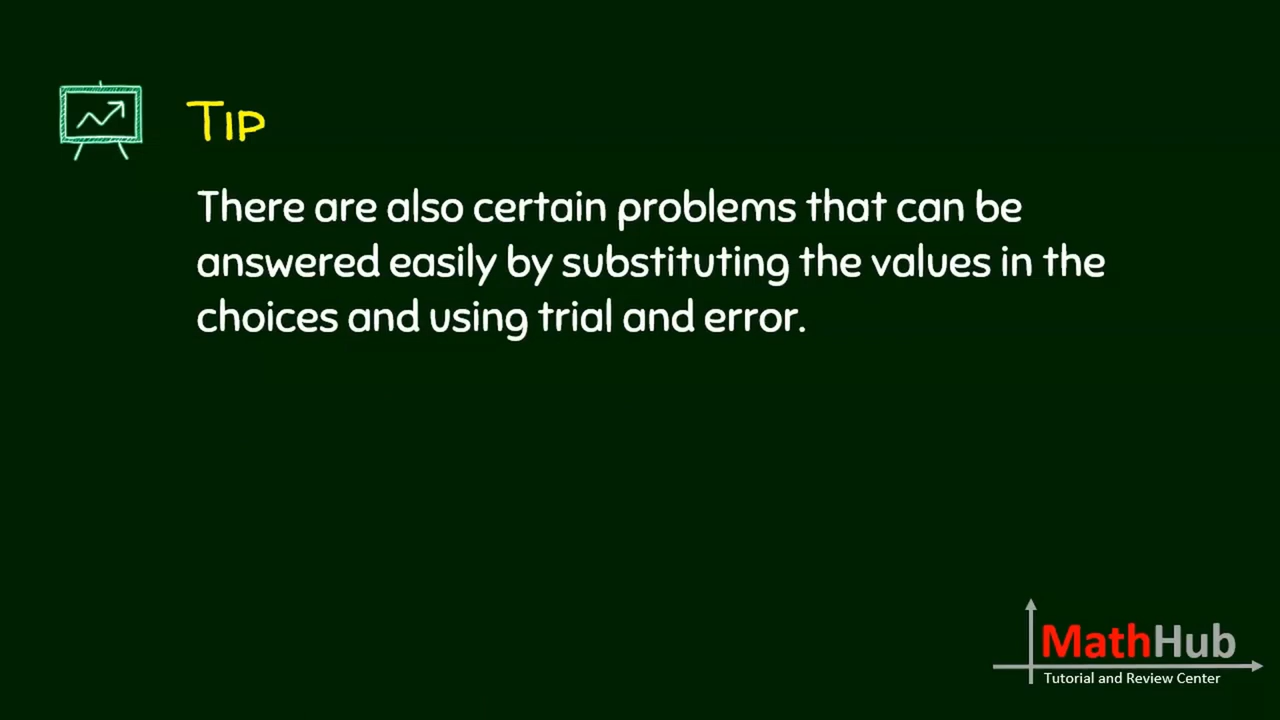 Tip
There are also certain problems that can be
answered easily by substituting the values in the
choices and using trial and error.
MathHub
Tutorial and Review Center